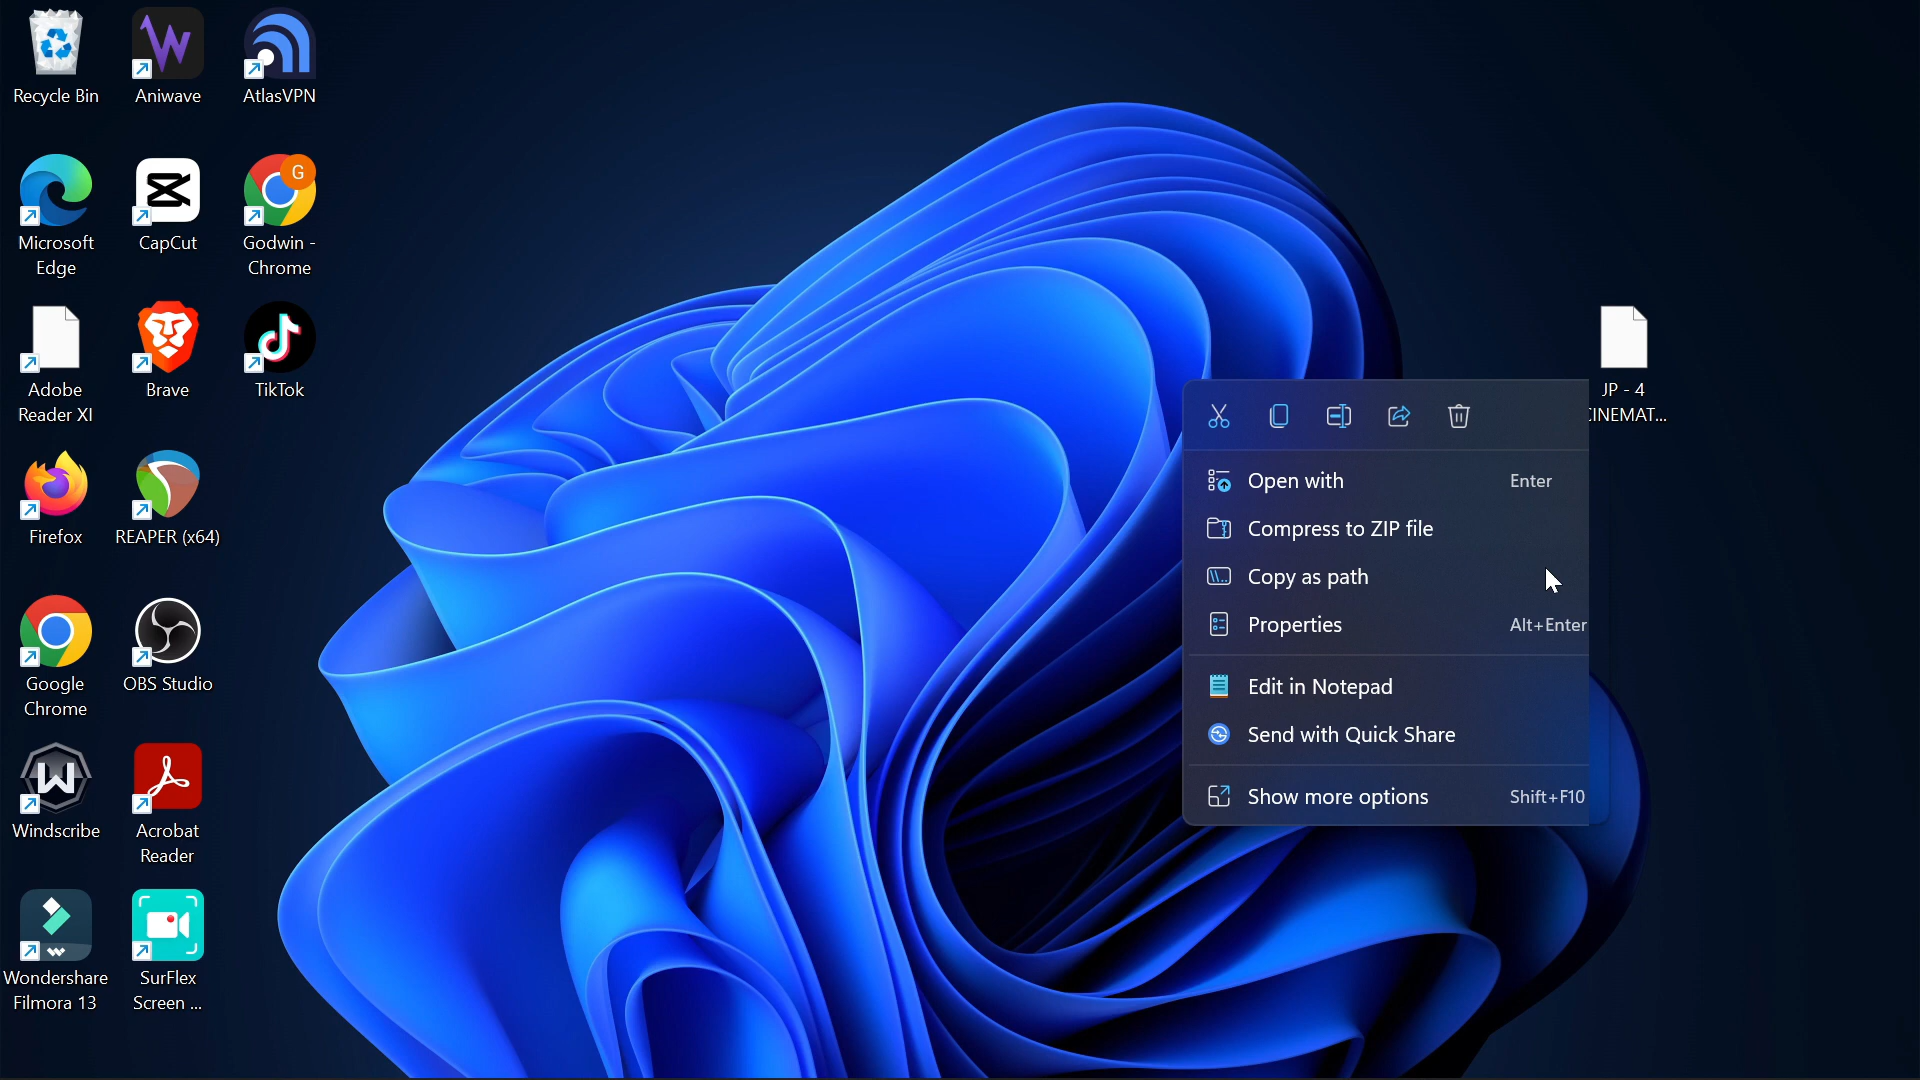 Recycle Bin
Aniwave
AtlasVPN
G
Microsoft
Edge
CapCut
Godwin -
Chrome
Adobe
Reader XI
Brave
TikTok
Firefox
REAPER (x64)
Google
Chrome
OBS Studio
Windscribe
Acrobat
Reader
Wondershare
Filmora 13
SurFlex
Screen ...
JP - 4
CINEMAT...
Open with Enter
Compress to ZIP file
Copy as path
Properties Alt+Enter
Edit in Notepad
Send with Quick Share
Show more options Shift+F10